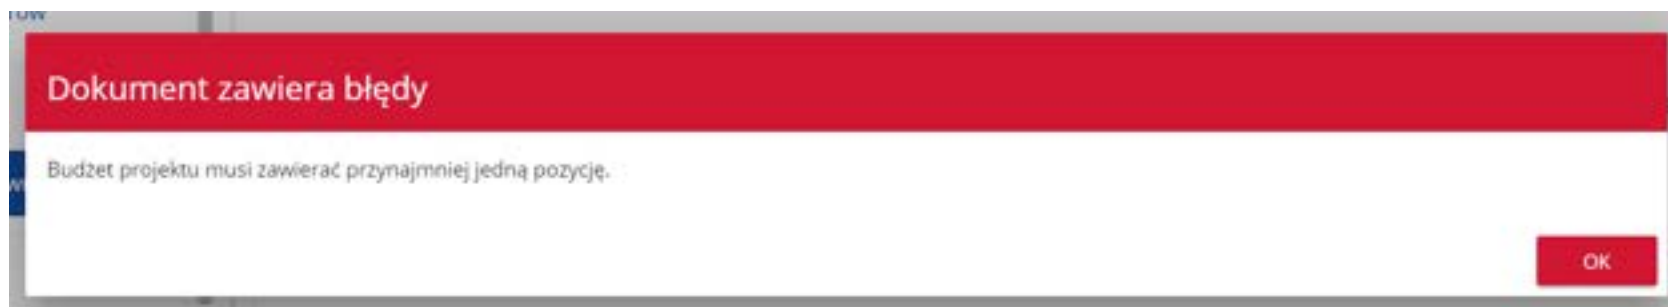 Dokument zawiera błędy
Budżet projektu musi zawierać przynajmniej jedną pozycję.
OK